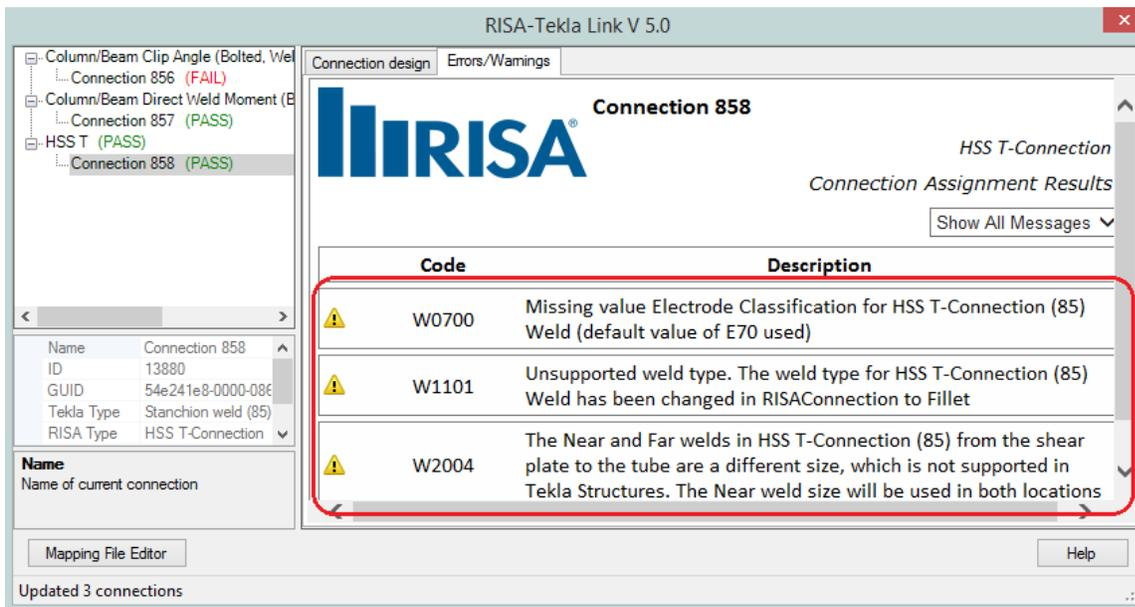 RISA-Tekla Link V 5.0
Column/Beam Clip Angle (Bolted, Wel
Connection 856 (FAIL)
Column/Beam Direct Weld Moment (B
Connection 857 (PASS)
HSS T (PASS)
Connection 858 (PASS)
Name Connection 858
ID 13880
GUID 54e241e8-0000-086
Tekla Type Stanchion weld (85)
RISA Type HSS T-Connection
Name
Name of current connection
Connection design Errors/Warnings
RISA®
Connection 858
HSS T-Connection
Connection Assignment Results
Show All Messages
Code Description
W0700 Missing value Electrode Classification for HSS T-Connection (85)
Weld (default value of E70 used)
W1101 Unsupported weld type. The weld type for HSS T-Connection (85)
Weld has been changed in RISAConnection to Fillet
W2004 The Near and Far welds in HSS T-Connection (85) from the shear
plate to the tube are a different size, which is not supported in
Tekla Structures. The Near weld size will be used in both locations
Mapping File Editor Help
Updated 3 connections